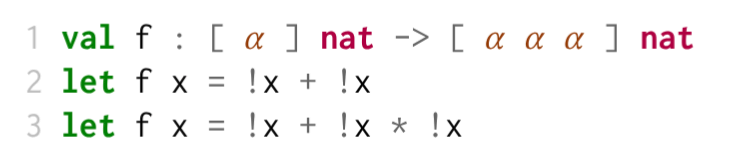 1 val f : [ α ] nat -> [ α α α ] nat
2 let f x = !x + !x
3 let f x = !x + !x * !x